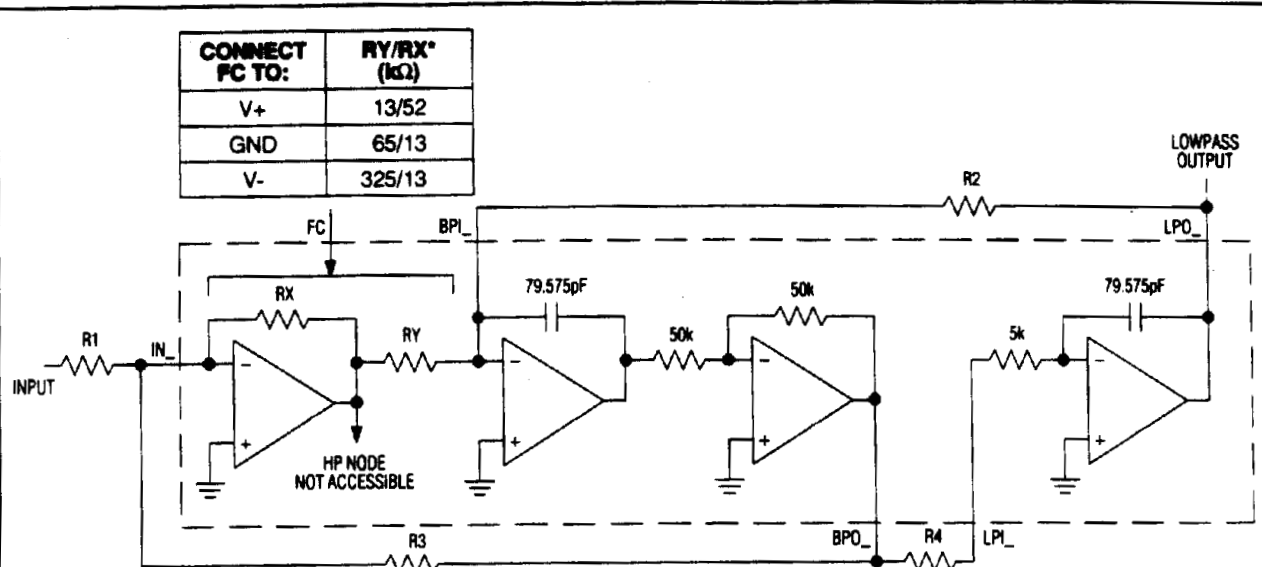 CONNECT FC TO:
RY/RX* (kΩ)
V+
13/52
GND
65/13
V-
325/13
LOWPASS
OUTPUT
R2
FC
BPI_
LPO_
RX
79.575pF
50k
79.575pF
R1
IN_
RY
50k
5k
INPUT
-
-
-
-
+
+
+
+
HP NODE
NOT ACCESSIBLE
R3
BPO_
R4
LPI_